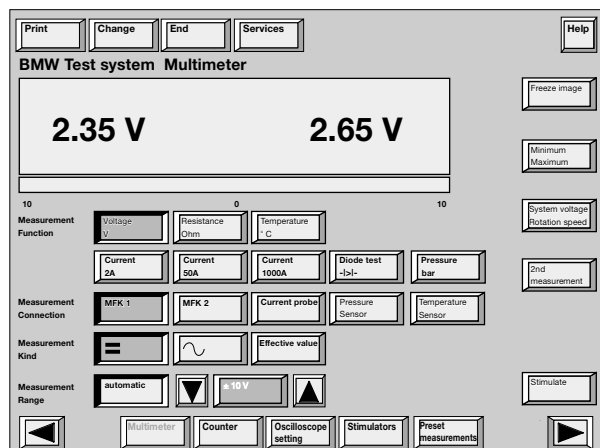 Print Change End Services Help
BMW Test system Multimeter
2.35 V 2.65 V
Freeze image
Minimum
Maximum
10 0 10
System voltage
Rotation speed
Measurement
Function
Voltage
V
Resistance
Ohm
Temperature
° C
Current
2A
Current
50A
Current
1000A
Diode test
-l>l-
Pressure
bar
2nd
measurement
Measurement
Connection
MFK 1
MFK 2
Current probe
Pressure
Sensor
Temperature
Sensor
Measurement
Kind
=
Effective value
Measurement
Range
automatic
± 10 V
Stimulate
Multimeter
Counter
Oscilloscope
setting
Stimulators
Preset
measurements